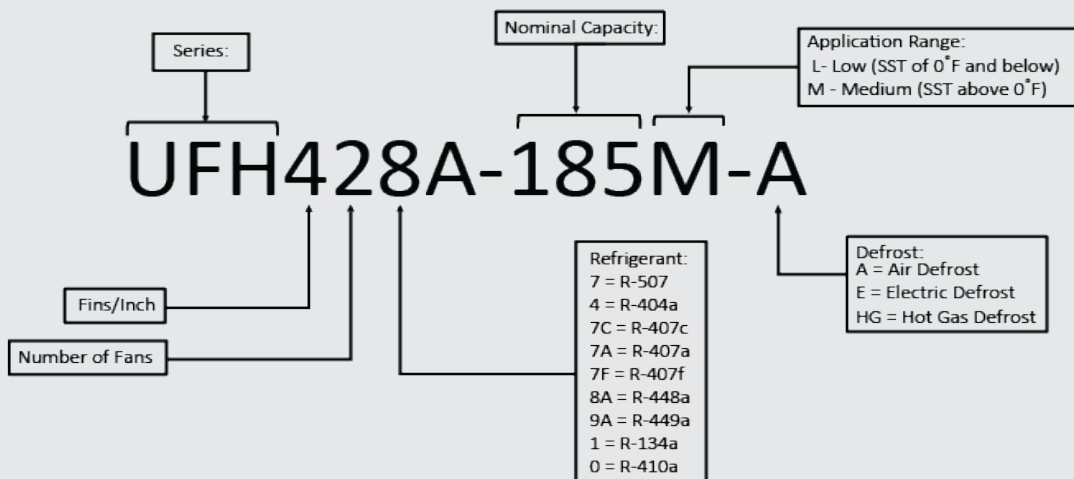 Series:
Nominal Capacity:
Application Range:
L- Low (SST of 0°F and below)
M - Medium (SST above 0°F)
UFH428A-185M-A
Fins/Inch
Number of Fans
Refrigerant:
7 = R-507
4 = R-404a
7C = R-407c
7A = R-407a
7F = R-407f
8A = R-448a
9A = R-449a
1 = R-134a
0 = R-410a
Defrost:
A = Air Defrost
E = Electric Defrost
HG = Hot Gas Defrost